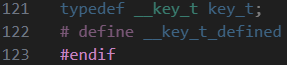 121 typedef __key_t key_t;
122 # define __key_t_defined
123 #endif